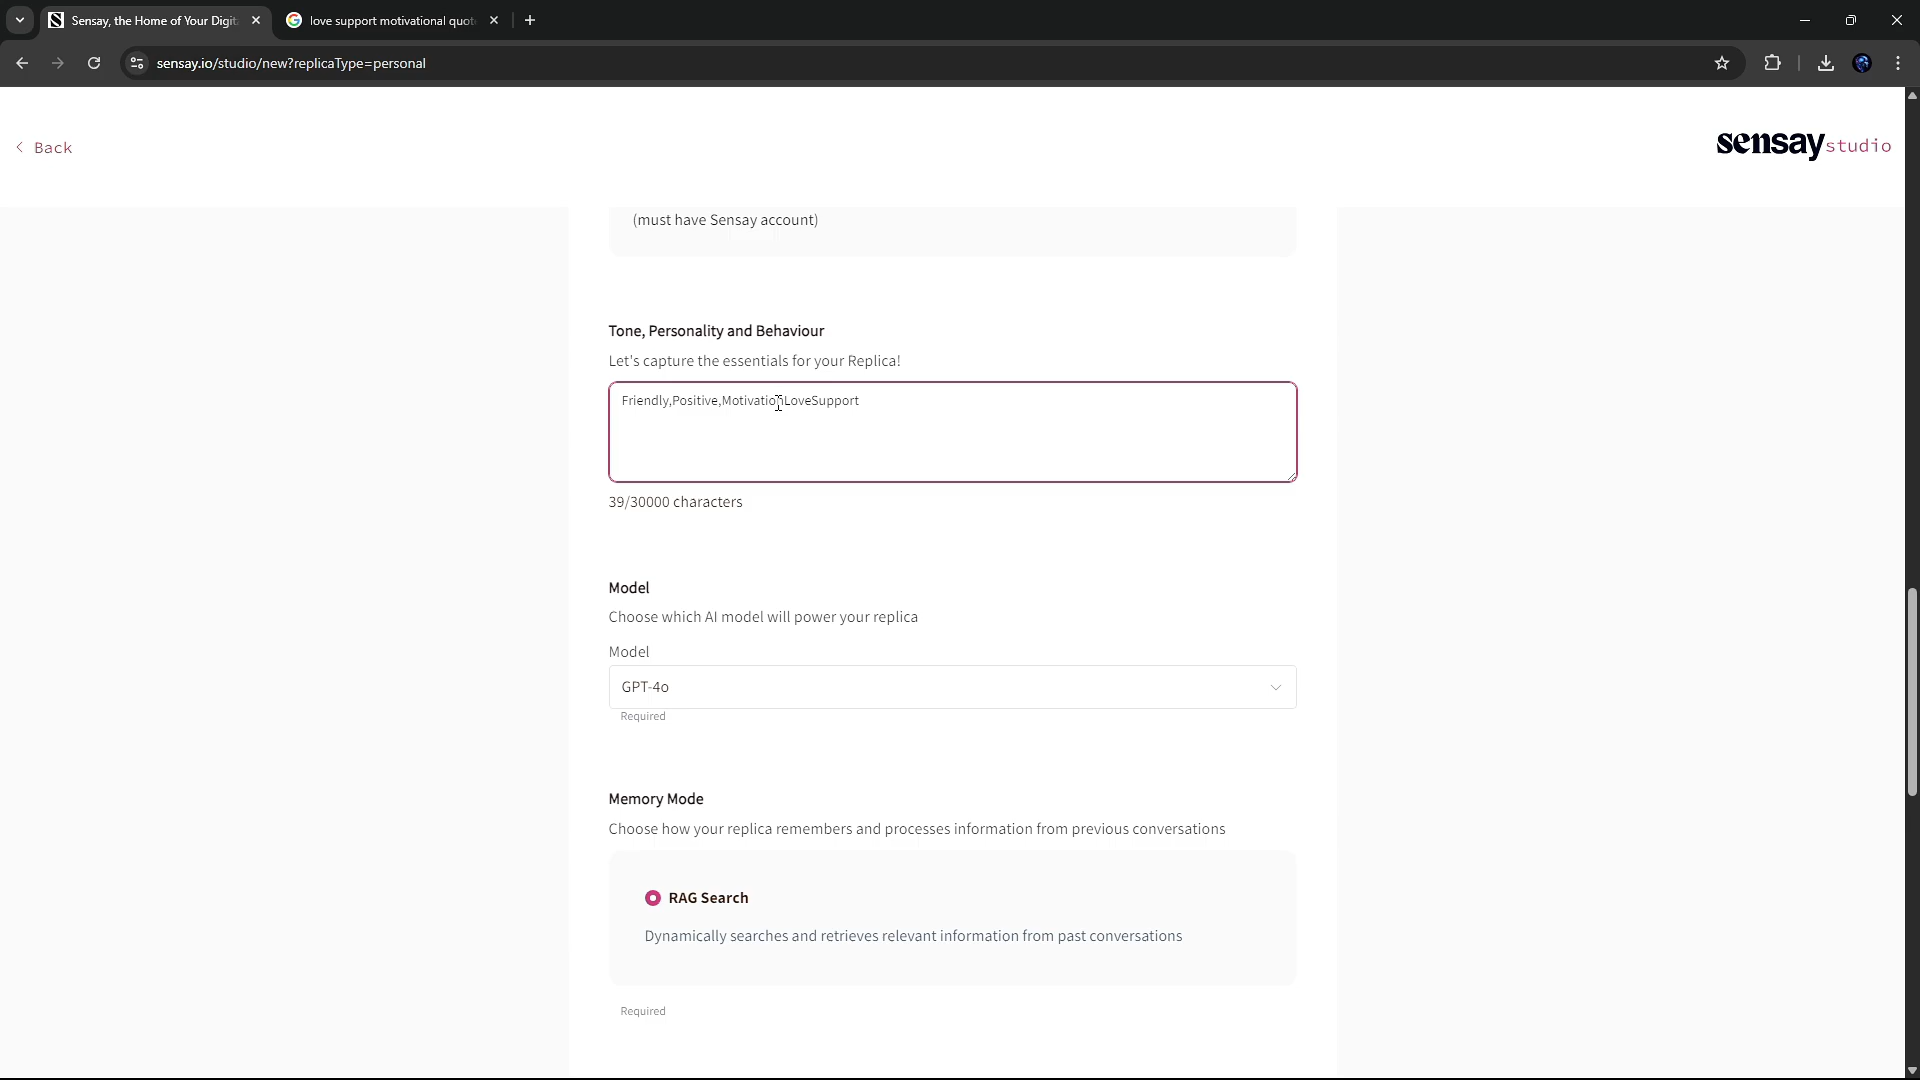 Sensay, the Home of Your Digit
love support motivational quot
sensay.io/studio/new?replicaType=personal
Back
sensay studio
(must have Sensay account)
Tone, Personality and Behaviour
Let's capture the essentials for your Replica!
Friendly,Positive,MotivationLoveSupport
39/30000 characters
Model
Choose which AI model will power your replica
Model
GPT-4o
Required
Memory Mode
Choose how your replica remembers and processes information from previous conversations
RAG Search
Dynamically searches and retrieves relevant information from past conversations
Required